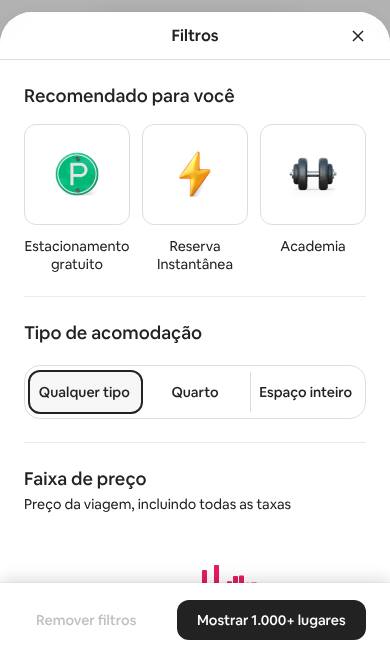 Filtros
Recomendado para você
P
Estacionamento
gratuito
Reserva
Instantânea
Academia
Tipo de acomodação
Qualquer tipo
Quarto
Espaço inteiro
Faixa de preço
Preço da viagem, incluindo todas as taxas
Remover filtros
Mostrar 1.000+ lugares